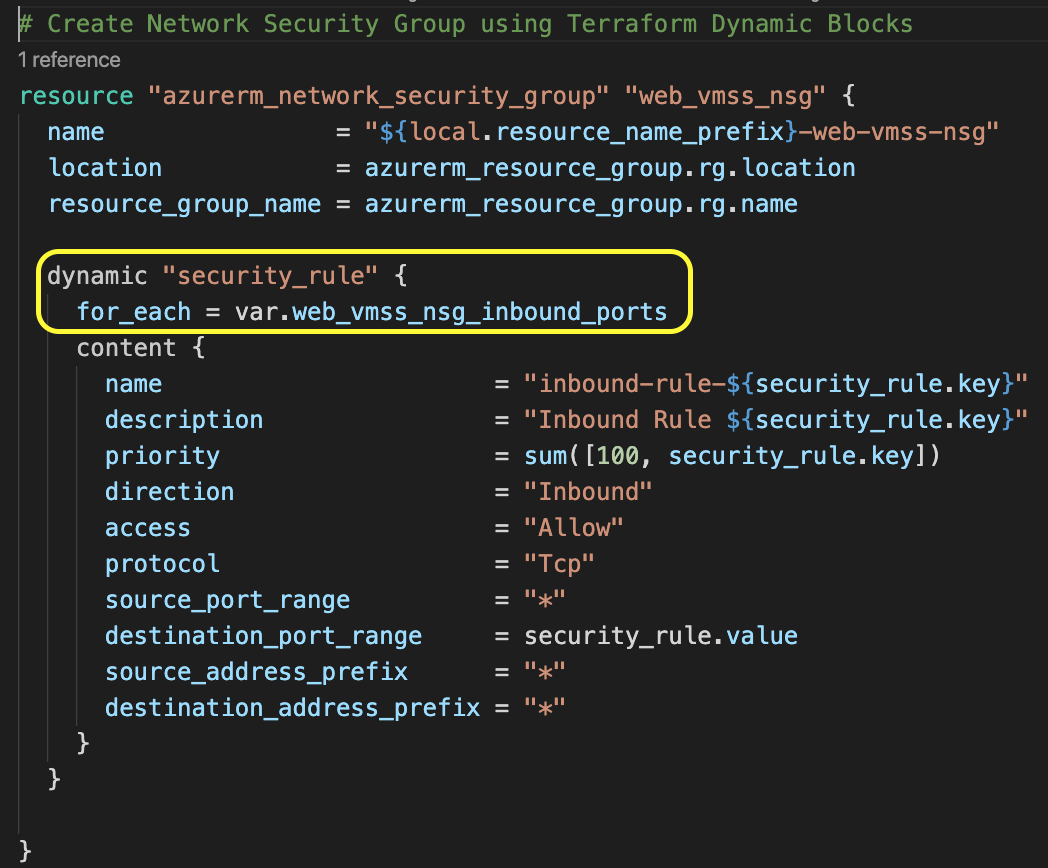 # Create Network Security Group using Terraform Dynamic Blocks
1 reference
resource "azurerm_network_security_group" "web_vmss_nsg" {
  name                = "${local.resource_name_prefix}-web-vmss-nsg"
  location            = azurerm_resource_group.rg.location
  resource_group_name = azurerm_resource_group.rg.name
  dynamic "security_rule" {
    for_each = var.web_vmss_nsg_inbound_ports
    content {
      name                       = "inbound-rule-${security_rule.key}"
      description                = "Inbound Rule ${security_rule.key}"
      priority                   = sum([100, security_rule.key])
      direction                  = "Inbound"
      access                     = "Allow"
      protocol                   = "Tcp"
      source_port_range          = "*"
      destination_port_range     = security_rule.value
      source_address_prefix      = "*"
      destination_address_prefix = "*"
    }
  }
}